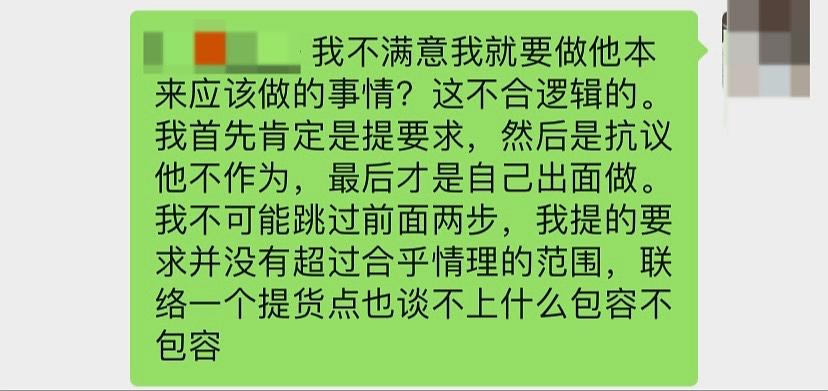 我不满意我就要做他本
来应该做的事情？这不合逻辑的。
我首先肯定是提要求，然后是抗议
他不作为，最后才是自己出面做。
我不可能跳过前面两步，我提的要
求并没有超过合乎情理的范围，联
络一个提货点也谈不上什么包容不
包容